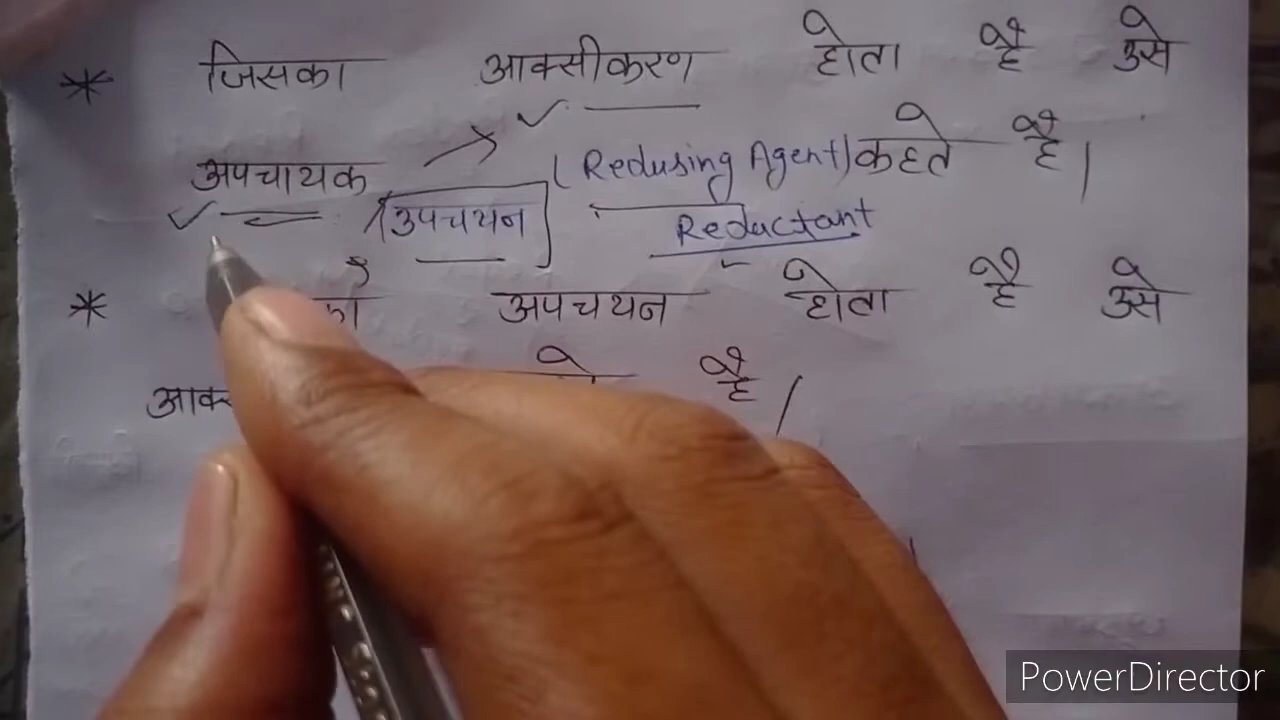 * जिसका आक्सीकरण होता है उसे
अपचायक (Redusing Agent) कहते है।
[उपचयन] Reductant
* अपचयन होता है उसे
है।
PowerDirector